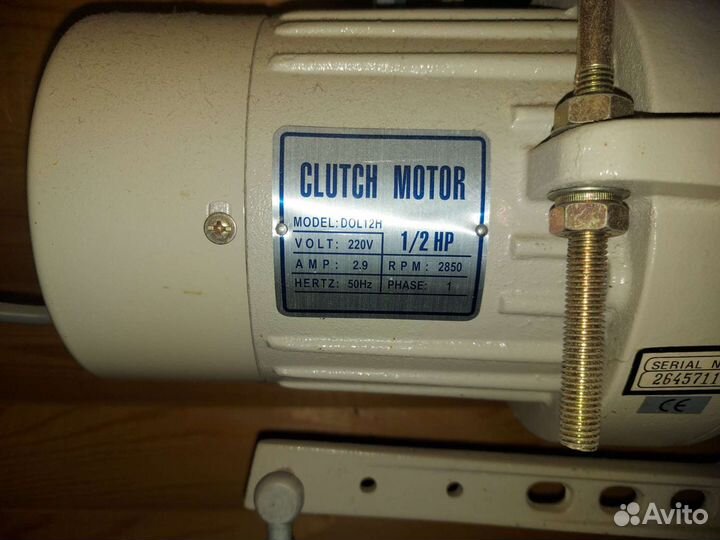 CLUTCH MOTOR
MODEL: DOL12H
VOLT: 220V
1/2 HP
AMP: 2.9
RPM: 2850
HERTZ: 50Hz
PHASE: 1
SERIAL N
2645711
CE
Avito